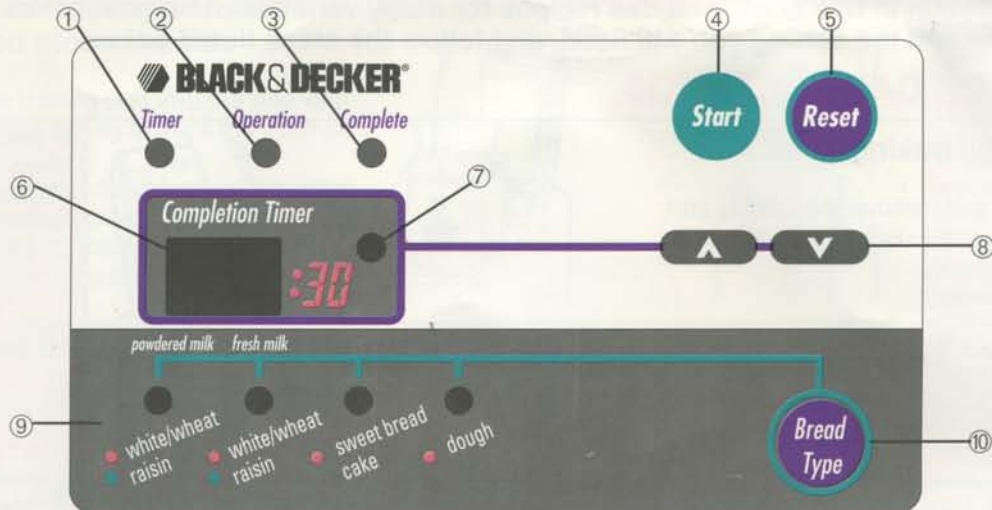 ① ② ③ ④ ⑤
BLACK & DECKER®
Timer Operation Complete
Start Reset
⑥ ⑦
Completion Timer
:30
⑧
powdered milk fresh milk
⑨
white/wheat white/wheat sweet bread dough
raisin raisin cake
Bread
Type
⑩